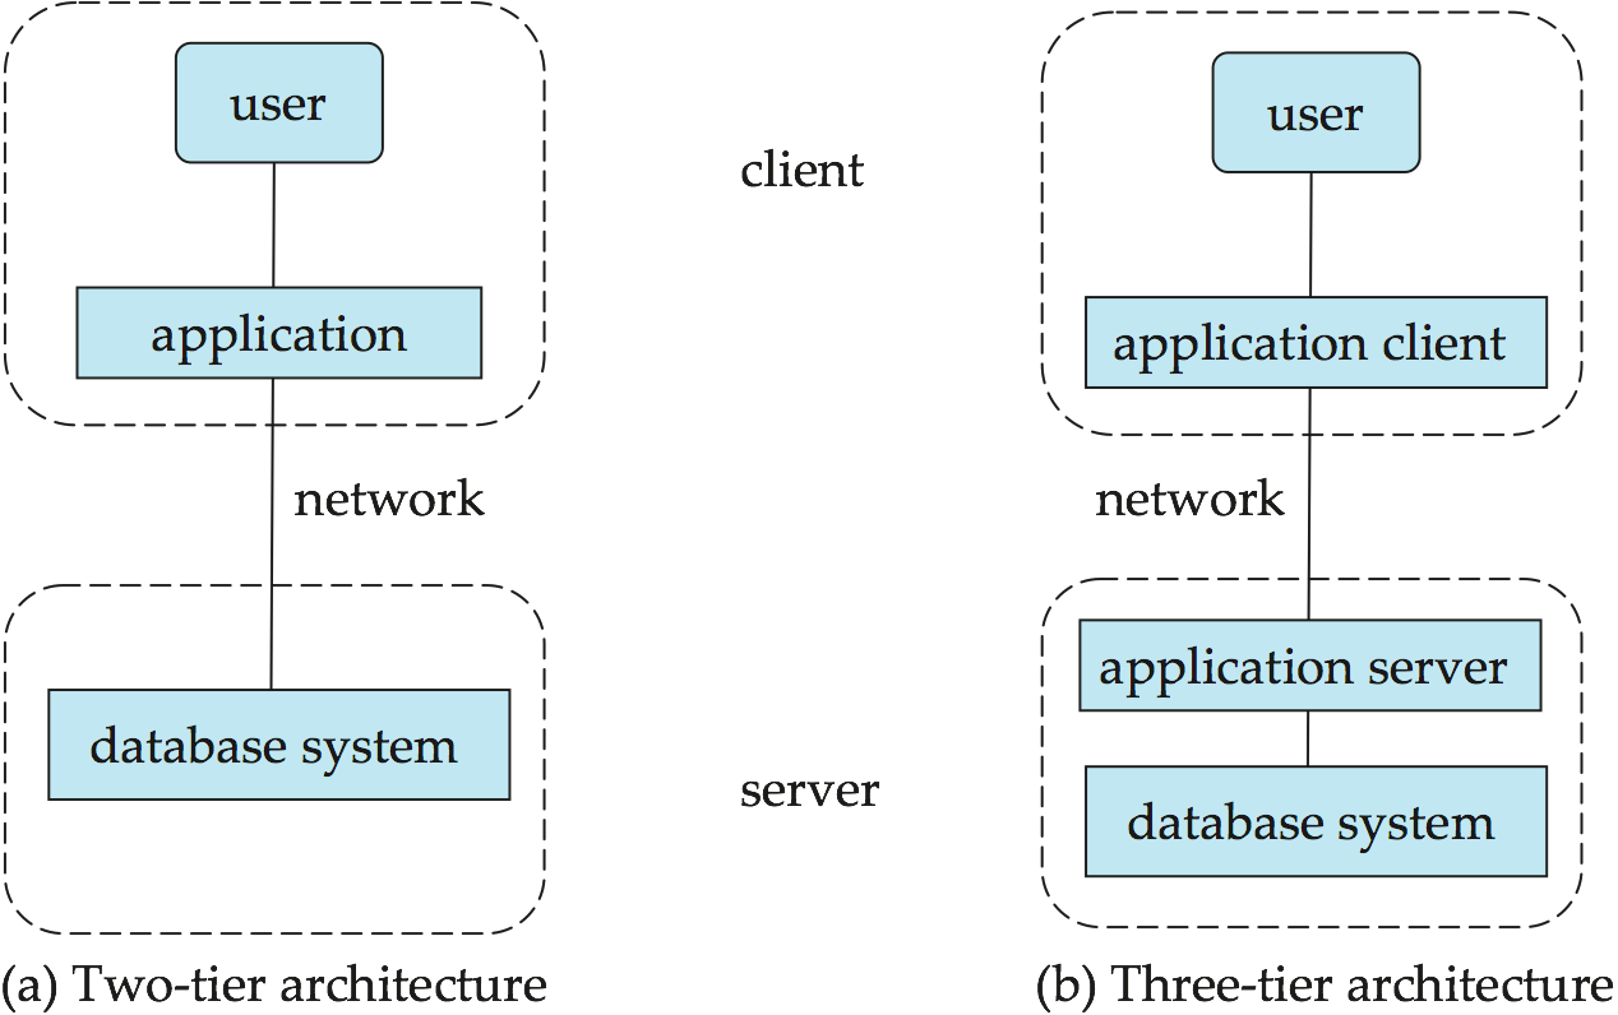 user
application
network
database system
(a) Two-tier architecture
client
server
user
application client
network
application server
database system
(b) Three-tier architecture